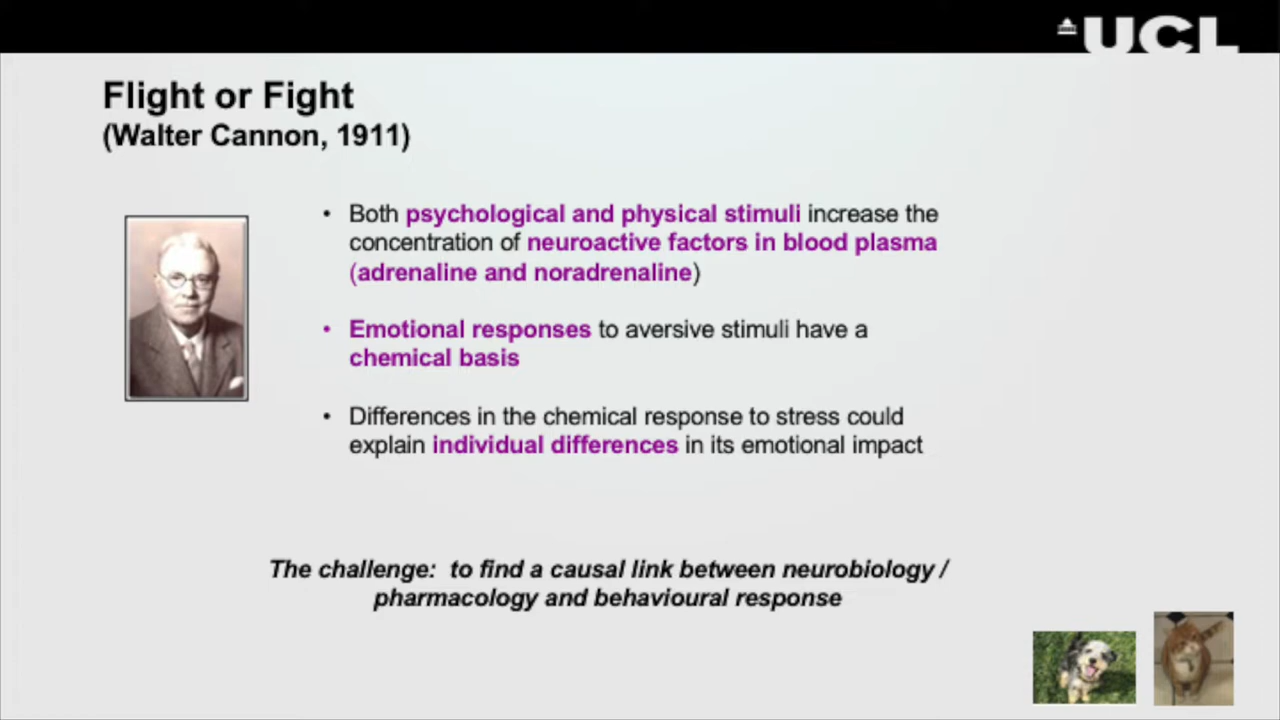 UCL
Flight or Fight
(Walter Cannon, 1911)
• Both psychological and physical stimuli increase the
concentration of neuroactive factors in blood plasma
(adrenaline and noradrenaline)
• Emotional responses to aversive stimuli have a
chemical basis
• Differences in the chemical response to stress could
explain individual differences in its emotional impact
The challenge: to find a causal link between neurobiology /
pharmacology and behavioural response